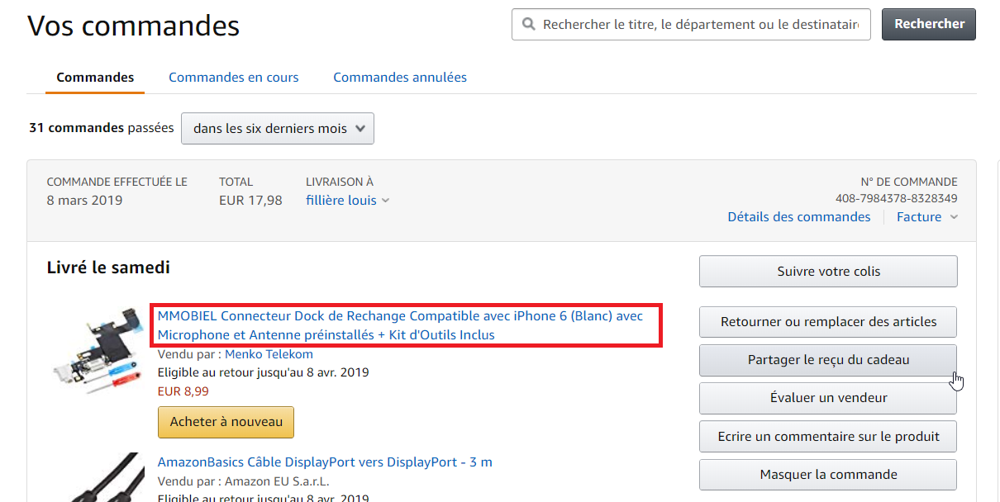 Vos commandes
Rechercher le titre, le département ou le destinatair
Rechercher
Commandes
Commandes en cours
Commandes annulées
31 commandes passées
dans les six derniers mois
COMMANDE EFFECTUÉE LE
8 mars 2019
TOTAL
EUR 17,98
LIVRAISON À
fillière louis
N° DE COMMANDE
408-7984378-8328349
Détails des commandes
Facture
Livré le samedi
MMOBIEL Connecteur Dock de Rechange Compatible avec iPhone 6 (Blanc) avec
Microphone et Antenne préinstallés + Kit d'Outils Inclus
Vendu par : Menko Telekom
Eligible au retour jusqu'au 8 avr. 2019
EUR 8,99
Acheter à nouveau
Suivre votre colis
Retourner ou remplacer des articles
Partager le reçu du cadeau
Évaluer un vendeur
Ecrire un commentaire sur le produit
Masquer la commande
AmazonBasics Câble DisplayPort vers DisplayPort - 3 m
Vendu par : Amazon EU S.a.r.L.
Eligible au retour jusqu'au 8 avr. 2019